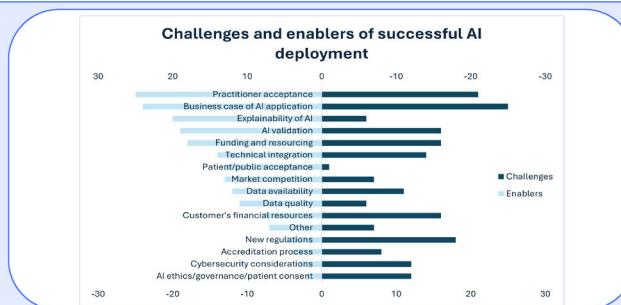 Challenges and enablers of successful AI
deployment
30 20 10 0 -10 -20 -30
Practitioner acceptance
Business case of AI application
Explainability of AI
AI validation
Funding and resourcing
Technical integration
Patient/public acceptance
Market competition
Data availability
Data quality
Customer's financial resources
Other
New regulations
Accreditation process
Cybersecurity considerations
AI ethics/governance/patient consent
Challenges
Enablers
-30 -20 -10 0 10 20 30